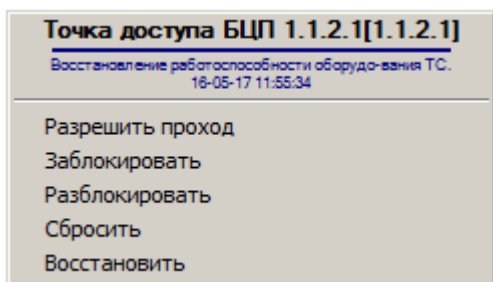 Точка доступа БЦП 1.1.2.1[1.1.2.1]
Восстановление работоспособности оборудо-вания ТС.
16-05-17 11:55:34
Разрешить проход
Заблокировать
Разблокировать
Сбросить
Восстановить